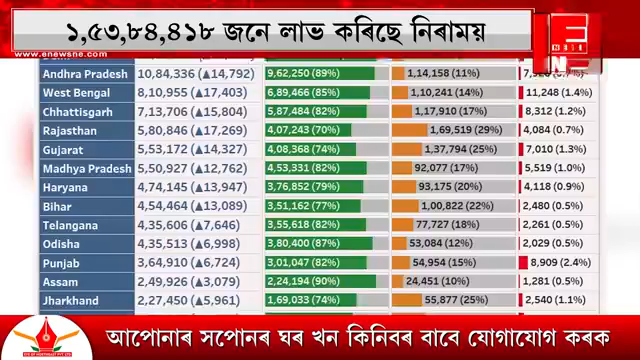 ১,৫৩,৮৪,৪১৮ জনে লাভ কৰিছে নিৰাময়
www.enewsne.com
Andhra Pradesh 10,84,336 (▲14,792) 9,62,250 (89%) 1,14,158 (11%)
West Bengal 8,10,955 (▲17,403) 6,89,466 (85%) 1,10,241 (14%) 11,248 (1.4%)
Chhattisgarh 7,13,706 (▲15,804) 5,87,484 (82%) 1,17,910 (17%) 8,312 (1.2%)
Rajasthan 5,80,846 (▲17,269) 4,07,243 (70%) 1,69,519 (29%) 4,084 (0.7%)
Gujarat 5,53,172 (▲14,327) 4,08,368 (74%) 1,37,794 (25%) 7,010 (1.3%)
Madhya Pradesh 5,50,927 (▲12,762) 4,53,331 (82%) 92,077 (17%) 5,519 (1.0%)
Haryana 4,74,145 (▲13,947) 3,76,852 (79%) 93,175 (20%) 4,118 (0.9%)
Bihar 4,54,464 (▲13,089) 3,51,162 (77%) 1,00,822 (22%) 2,480 (0.5%)
Telangana 4,35,606 (▲7,646) 3,55,618 (82%) 77,727 (18%) 2,261 (0.5%)
Odisha 4,35,513 (▲6,998) 3,80,400 (87%) 53,084 (12%) 2,029 (0.5%)
Punjab 3,64,910 (▲6,724) 3,01,047 (82%) 54,954 (15%) 8,909 (2.4%)
Assam 2,49,926 (▲3,079) 2,24,194 (90%) 24,451 (10%) 1,281 (0.5%)
Jharkhand 2,27,450 (▲5,961) 1,69,033 (74%) 55,877 (25%) 2,540 (1.1%)
আপোনাৰ সপোনৰ ঘৰ খন কিনিবৰ বাবে যোগাযোগ কৰক